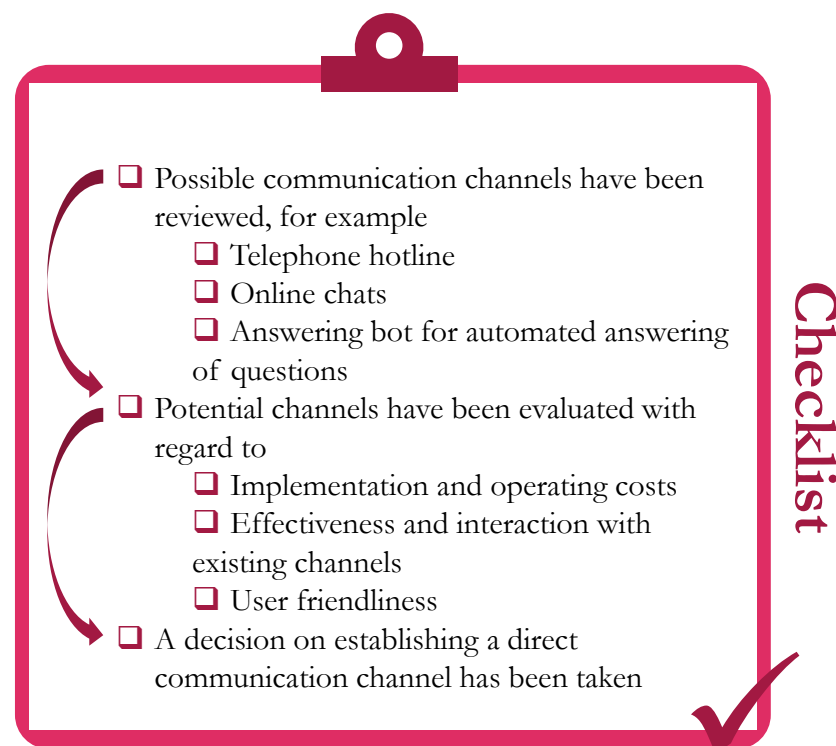 ❑ Possible communication channels have been
reviewed, for example
❑ Telephone hotline
❑ Online chats
❑ Answering bot for automated answering
of questions
❑ Potential channels have been evaluated with
regard to
❑ Implementation and operating costs
❑ Effectiveness and interaction with
existing channels
❑ User friendliness
❑ A decision on establishing a direct
communication channel has been taken
Checklist